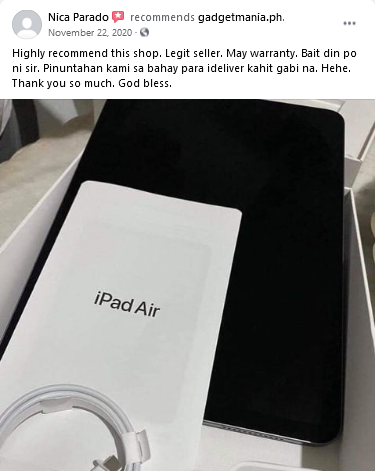 Nica Parado recommends gadgetmania.ph.
November 22, 2020 ·
Highly recommend this shop. Legit seller. May warranty. Bait din po
ni sir. Pinuntahan kami sa bahay para ideliver kahit gabi na. Hehe.
Thank you so much. God bless.
iPad Air